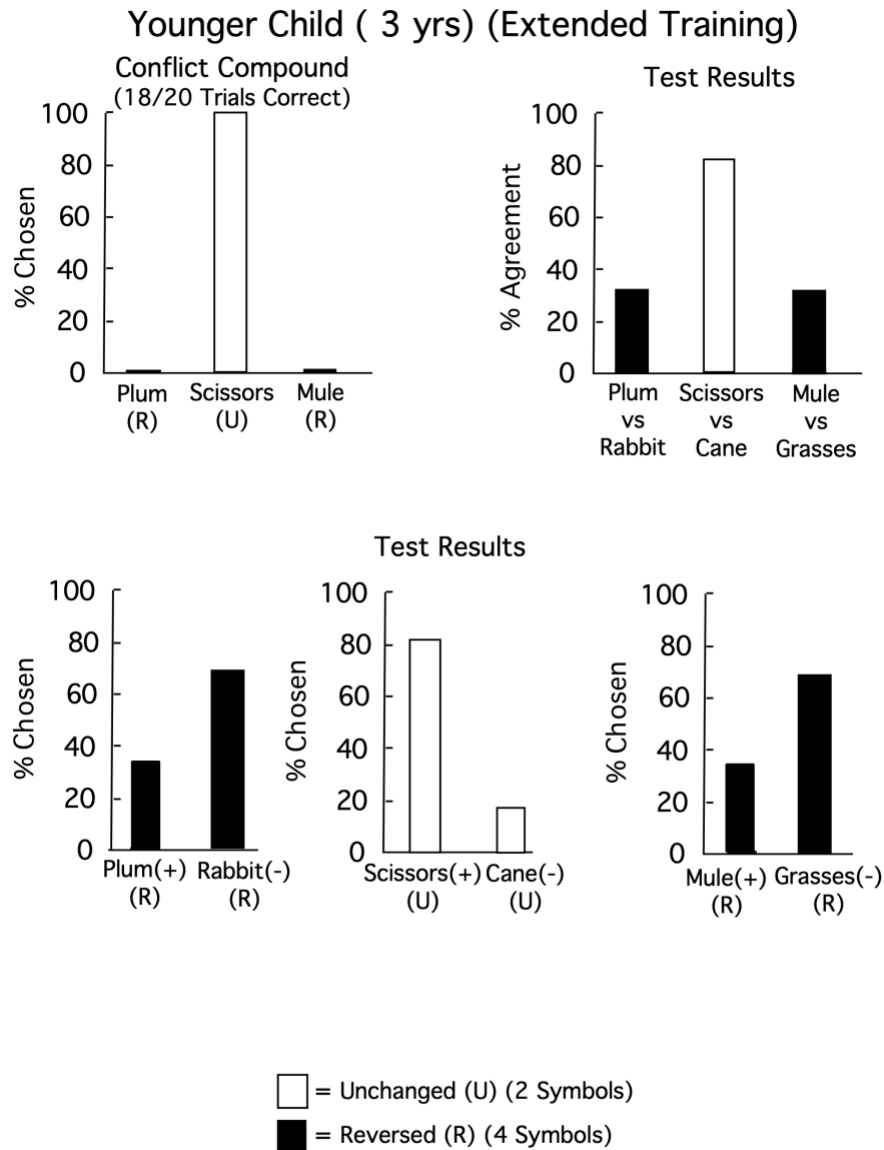 Younger Child ( 3 yrs) (Extended Training)
Conflict Compound
(18/20 Trials Correct)
% Chosen
100
80
60
40
20
0
Plum
(R)
Scissors
(U)
Mule
(R)
Test Results
% Agreement
100
80
60
40
20
0
Plum
vs
Rabbit
Scissors
vs
Cane
Mule
vs
Grasses
Test Results
% Chosen
100
80
60
40
20
0
Plum(+)
(R)
Rabbit(-)
(R)
% Chosen
100
80
60
40
20
0
Scissors(+)
(U)
Cane(-)
(U)
% Chosen
100
80
60
40
20
0
Mule(+)
(R)
Grasses(-)
(R)
= Unchanged (U) (2 Symbols)
= Reversed (R) (4 Symbols)